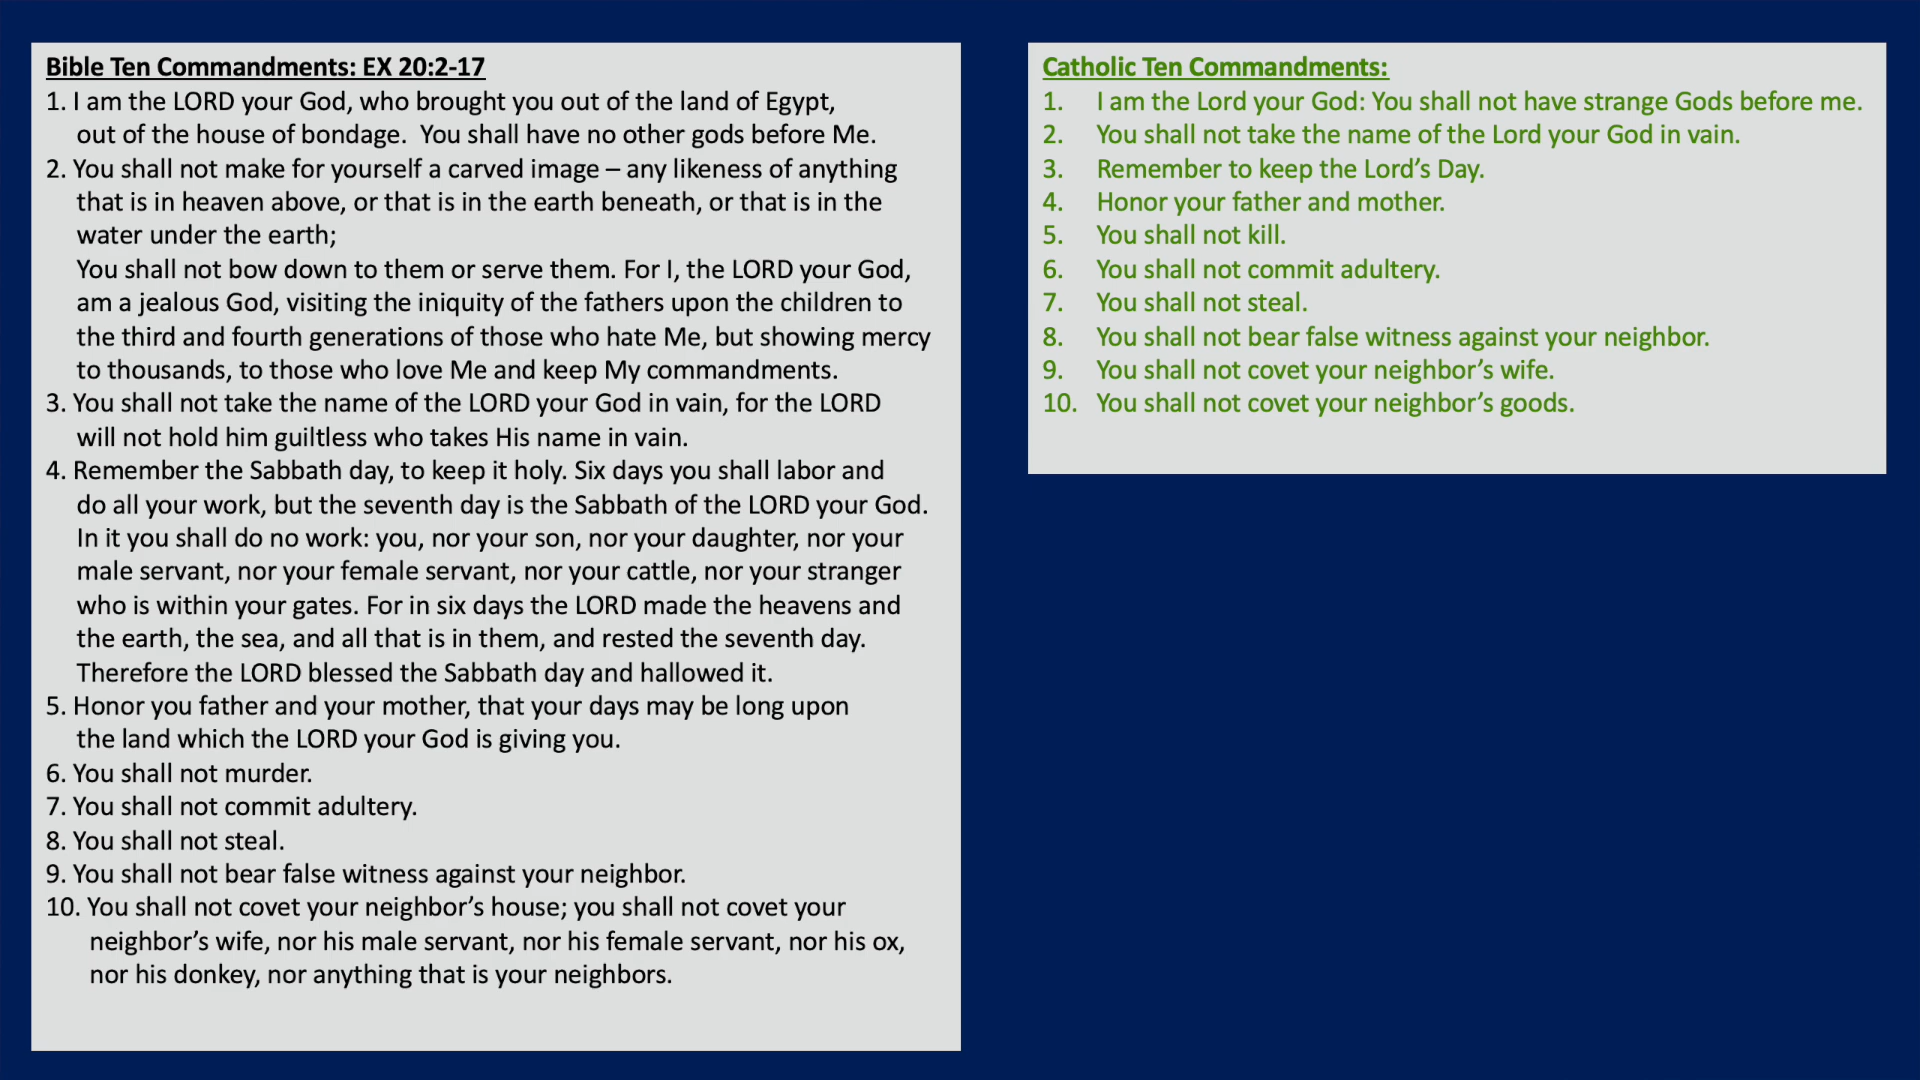 Bible Ten Commandments: EX 20:2-17
1. I am the LORD your God, who brought you out of the land of Egypt,
out of the house of bondage.  You shall have no other gods before Me.
2. You shall not make for yourself a carved image – any likeness of anything
that is in heaven above, or that is in the earth beneath, or that is in the
water under the earth;
You shall not bow down to them or serve them. For I, the LORD your God,
am a jealous God, visiting the iniquity of the fathers upon the children to
the third and fourth generations of those who hate Me, but showing mercy
to thousands, to those who love Me and keep My commandments.
3. You shall not take the name of the LORD your God in vain, for the LORD
will not hold him guiltless who takes His name in vain.
4. Remember the Sabbath day, to keep it holy. Six days you shall labor and
do all your work, but the seventh day is the Sabbath of the LORD your God.
In it you shall do no work: you, nor your son, nor your daughter, nor your
male servant, nor your female servant, nor your cattle, nor your stranger
who is within your gates. For in six days the LORD made the heavens and
the earth, the sea, and all that is in them, and rested the seventh day.
Therefore the LORD blessed the Sabbath day and hallowed it.
5. Honor you father and your mother, that your days may be long upon
the land which the LORD your God is giving you.
6. You shall not murder.
7. You shall not commit adultery.
8. You shall not steal.
9. You shall not bear false witness against your neighbor.
10. You shall not covet your neighbor’s house; you shall not covet your
neighbor’s wife, nor his male servant, nor his female servant, nor his ox,
nor his donkey, nor anything that is your neighbors.
Catholic Ten Commandments:
1. I am the Lord your God: You shall not have strange Gods before me.
2. You shall not take the name of the Lord your God in vain.
3. Remember to keep the Lord’s Day.
4. Honor your father and mother.
5. You shall not kill.
6. You shall not commit adultery.
7. You shall not steal.
8. You shall not bear false witness against your neighbor.
9. You shall not covet your neighbor’s wife.
10. You shall not covet your neighbor’s goods.